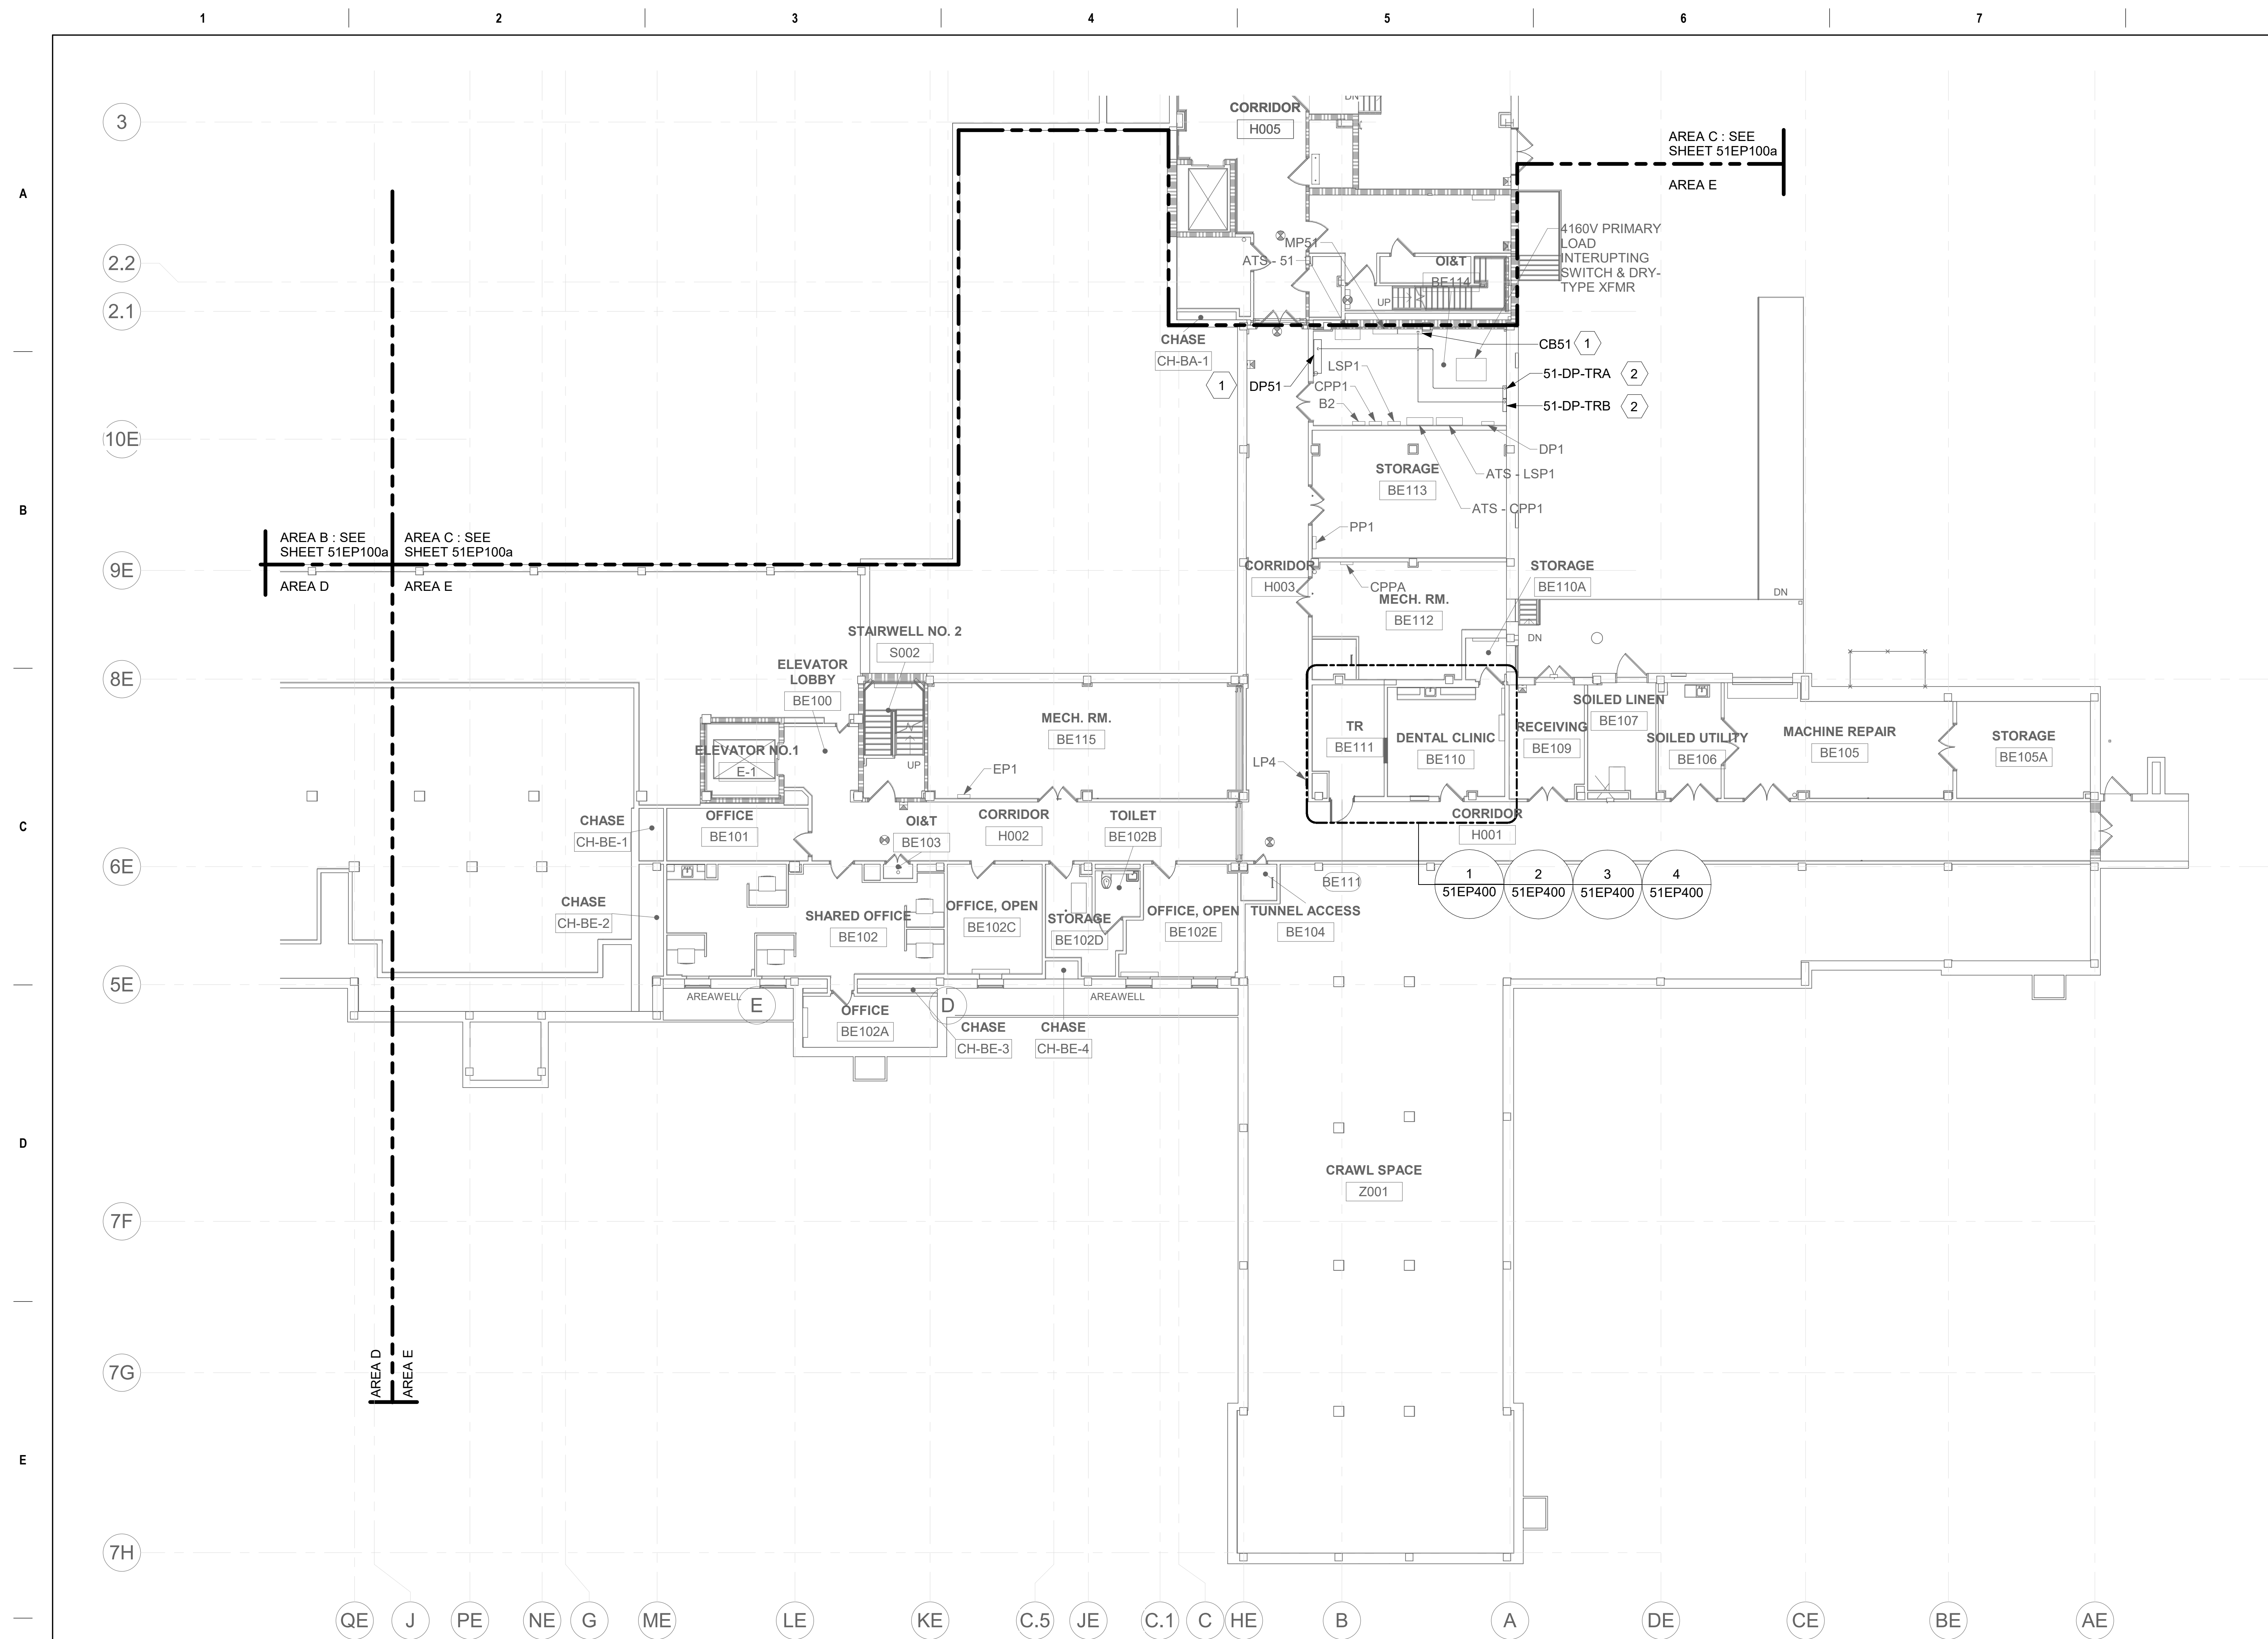 1 2 3 4 5 6 7
A
B
C
D
E
3
2.2
2.1
10E
9E
8E
6E
5E
7F
7G
7H
CORRIDOR
H005
DN
AREA C : SEE
SHEET 51EP100a
AREA E
4160V PRIMARY
LOAD
INTERUPTING
SWITCH & DRY-
TYPE XFMR
MP51
ATS - 51
OI&T
BE114
UP
CHASE
CH-BA-1
CB51 1
1 DP51
51-DP-TRA 2
51-DP-TRB 2
LSP1
CPP1
B2
DP1
ATS - LSP1
ATS - CPP1
STORAGE
BE113
PP1
AREA B : SEE
SHEET 51EP100a
AREA C : SEE
SHEET 51EP100a
AREA D
AREA E
CORRIDOR
H003
CPPA
MECH. RM.
BE112
STORAGE
BE110A
DN
DN
STAIRWELL NO. 2
S002
ELEVATOR
LOBBY
BE100
ELEVATOR NO.1
E-1
UP
MECH. RM.
BE115
EP1
LP4
TR
BE111
DENTAL CLINIC
BE110
RECEIVING
BE109
SOILED LINEN
BE107
SOILED UTILITY
BE106
MACHINE REPAIR
BE105
STORAGE
BE105A
CHASE
CH-BE-1
OFFICE
BE101
OI&T
BE103
CORRIDOR
H002
TOILET
BE102B
CORRIDOR
H001
BE111
1 2 3 4
51EP400 51EP400 51EP400 51EP400
CHASE
CH-BE-2
SHARED OFFICE
BE102
OFFICE, OPEN
BE102C
STORAGE
BE102D
OFFICE, OPEN
BE102E
TUNNEL ACCESS
BE104
AREAWELL
E
D
AREAWELL
OFFICE
BE102A
CHASE
CH-BE-3
CHASE
CH-BE-4
CRAWL SPACE
Z001
AREA D
AREA E
QE J PE NE G ME LE KE C.5 JE C.1 C HE B A DE CE BE AE